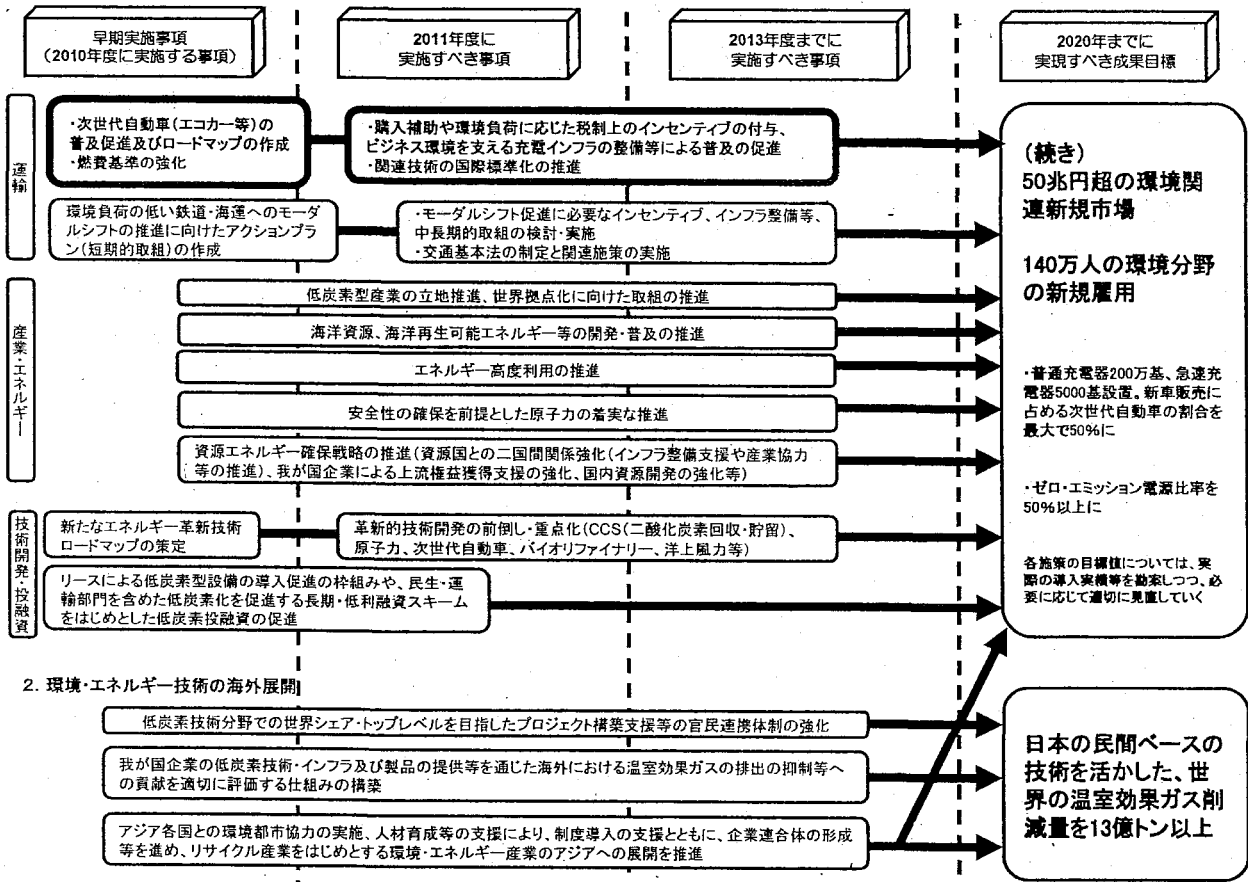 早期実施事項
(2010年度に実施する事項)
2011年度に
実施すべき事項
2013年度までに
実施すべき事項
2020年までに
実現すべき成果目標
運輸
・次世代自動車(エコカー等)の
普及促進及びロードマップの作成
・燃費基準の強化
・購入補助や環境負荷に応じた税制上のインセンティブの付与、
ビジネス環境を支える充電インフラの整備等による普及の促進
・関連技術の国際標準化の推進
環境負荷の低い鉄道・海運へのモーダ
ルシフトの推進に向けたアクションプラ
ン(短期的取組)の作成
・モーダルシフト促進に必要なインセンティブ、インフラ整備等、
中長期的取組の検討・実施
・交通基本法の制定と関連施策の実施
産業・エネルギー
低炭素型産業の立地推進、世界拠点化に向けた取組の推進
海洋資源、海洋再生可能エネルギー等の開発・普及の推進
エネルギー高度利用の推進
安全性の確保を前提とした原子力の着実な推進
資源エネルギー確保戦略の推進(資源国との二国間関係強化(インフラ整備支援や産業協力
等の推進)、我が国企業による上流権益獲得支援の強化、国内資源開発の強化等)
技術開発・投融資
新たなエネルギー革新技術
ロードマップの策定
革新的技術開発の前倒し・重点化(CCS(二酸化炭素回収・貯留)、
原子力、次世代自動車、バイオリファイナリー、洋上風力等)
リースによる低炭素型設備の導入促進の枠組みや、民生・運
輸部門を含めた低炭素化を促進する長期・低利融資スキーム
をはじめとした低炭素投融資の促進
(続き)
50兆円超の環境関
連新規市場
140万人の環境分野
の新規雇用
・普通充電器200万基、急速充
電器5000基設置。新車販売に
占める次世代自動車の割合を
最大で50%に
・ゼロ・エミッション電源比率を
50%以上に
各施策の目標値については、実
際の導入実績等を勘案しつつ、必
要に応じて適切に見直していく
2. 環境・エネルギー技術の海外展開
低炭素技術分野での世界シェア・トップレベルを目指したプロジェクト構築支援等の官民連携体制の強化
我が国企業の低炭素技術・インフラ及び製品の提供等を通じた海外における温室効果ガスの排出の抑制等へ
の貢献を適切に評価する仕組みの構築
アジア各国との環境都市協力の実施、人材育成等の支援により、制度導入の支援とともに、企業連合体の形成
等を進め、リサイクル産業をはじめとする環境・エネルギー産業のアジアへの展開を推進
日本の民間ベースの
技術を活かした、世
界の温室効果ガス削
減量を13億トン以上